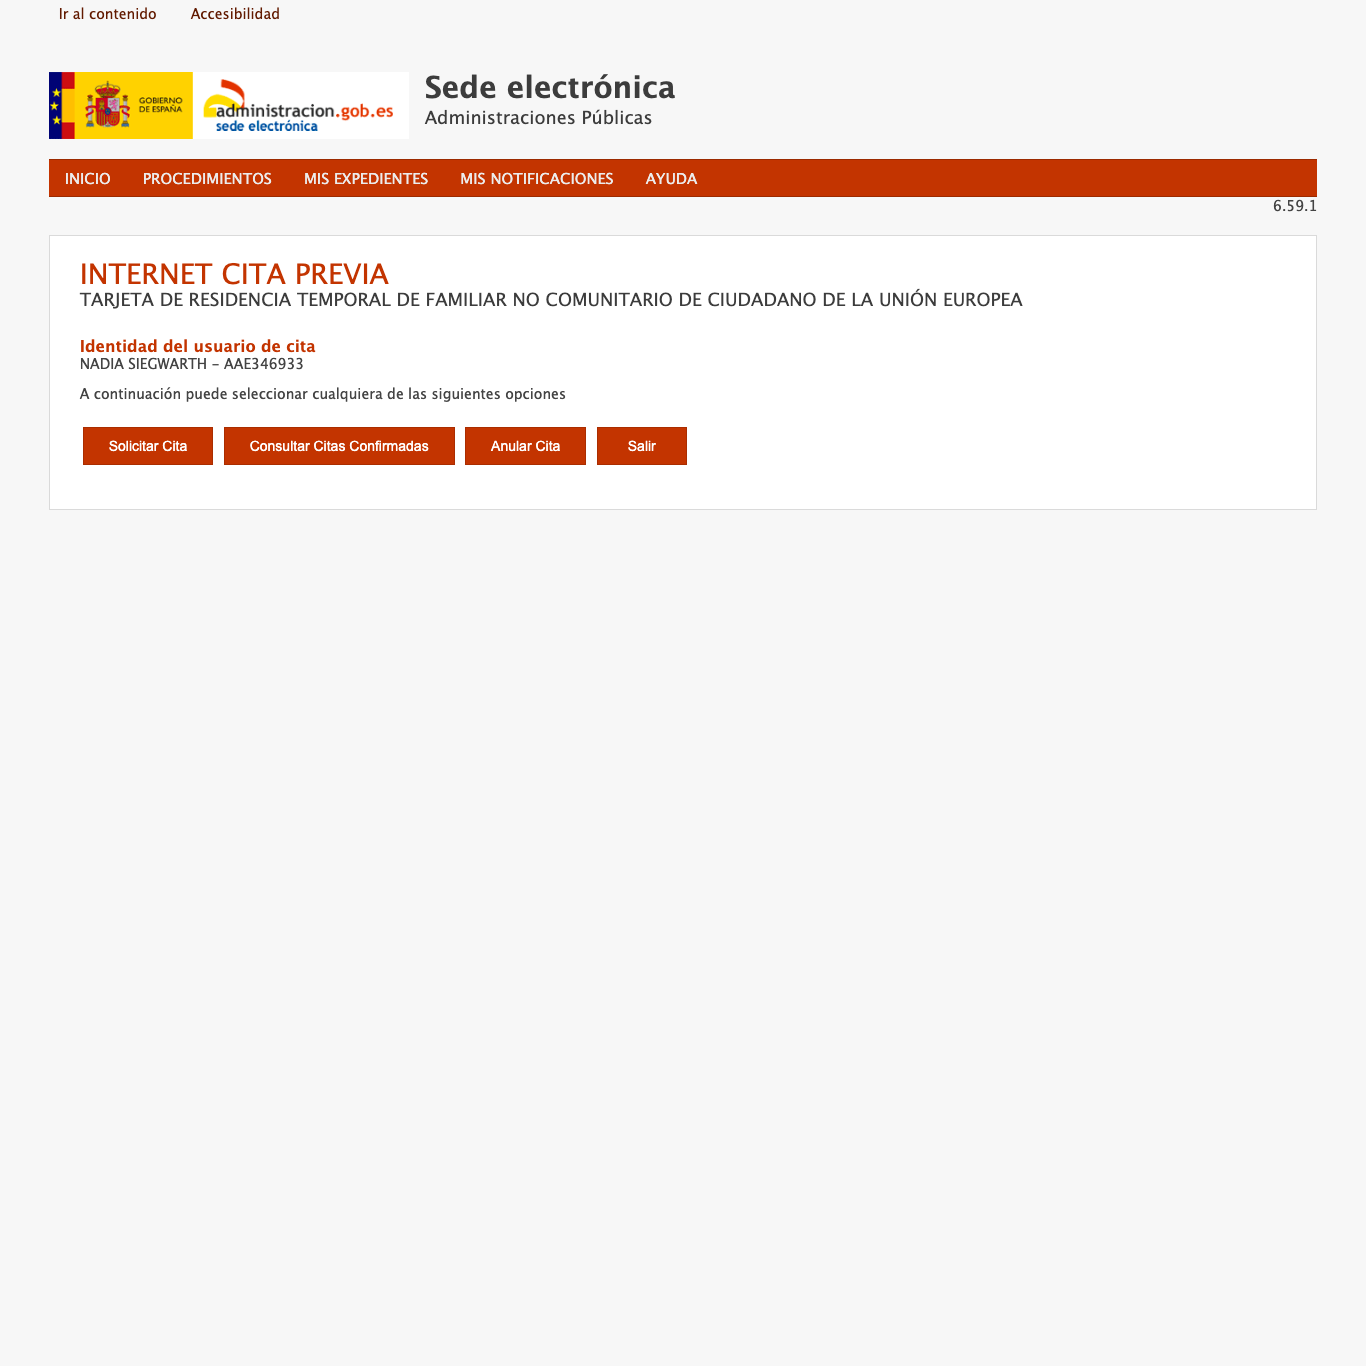 Ir al contenido Accesibilidad
GOBIERNO
DE ESPAÑA
administracion.gob.es
sede electrónica
Sede electrónica
Administraciones Públicas
INICIO PROCEDIMIENTOS MIS EXPEDIENTES MIS NOTIFICACIONES AYUDA
6.59.1
INTERNET CITA PREVIA
TARJETA DE RESIDENCIA TEMPORAL DE FAMILIAR NO COMUNITARIO DE CIUDADANO DE LA UNIÓN EUROPEA
Identidad del usuario de cita
NADIA SIEGWARTH - AAE346933
A continuación puede seleccionar cualquiera de las siguientes opciones
Solicitar Cita Consultar Citas Confirmadas Anular Cita Salir